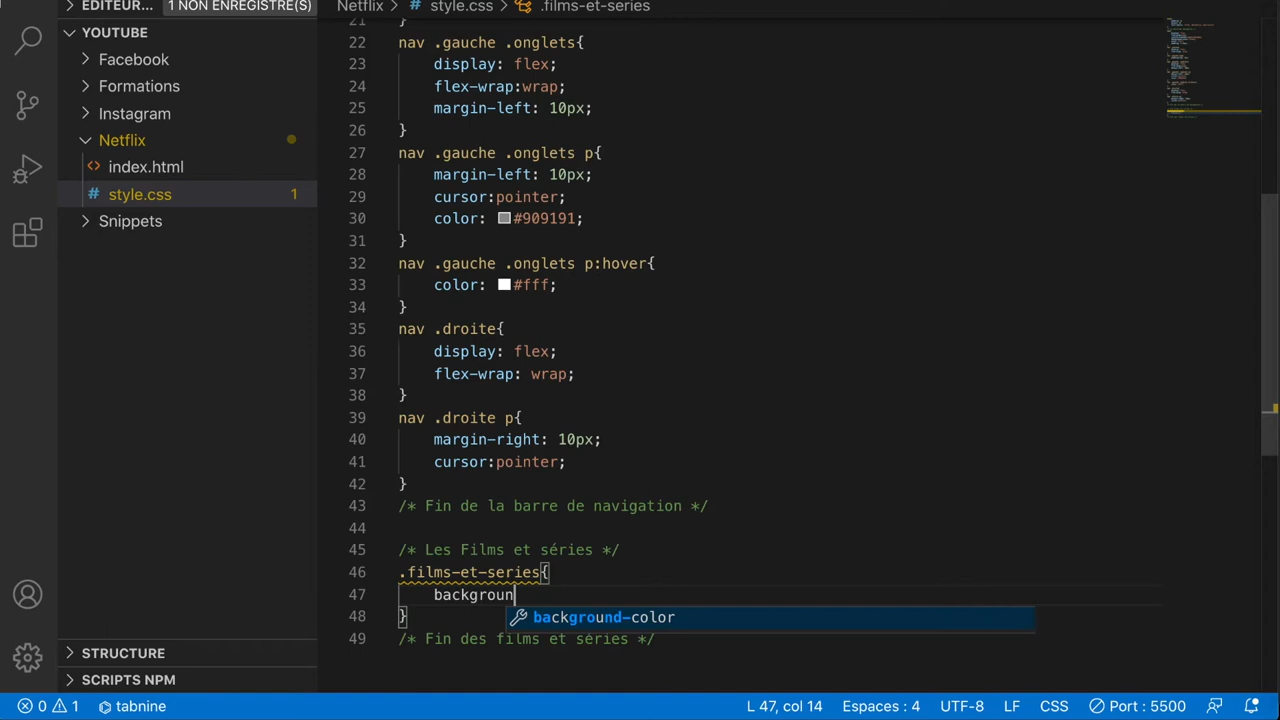 EDITEUR... 1 NON ENREGISTRÉ(S)
YOUTUBE
Facebook
Formations
Instagram
Netflix
index.html
style.css 1
Snippets
STRUCTURE
SCRIPTS NPM
Netflix > style.css > .films-et-series
21 }
22 nav .gauche .onglets{
23 display: flex;
24 flex-wrap:wrap;
25 margin-left: 10px;
26 }
27 nav .gauche .onglets p{
28 margin-left: 10px;
29 cursor:pointer;
30 color: #909191;
31 }
32 nav .gauche .onglets p:hover{
33 color: #fff;
34 }
35 nav .droite{
36 display: flex;
37 flex-wrap: wrap;
38 }
39 nav .droite p{
40 margin-right: 10px;
41 cursor:pointer;
42 }
43 /* Fin de la barre de navigation */
44
45 /* Les Films et séries */
46 .films-et-series{
47 backgroun
background-color
48 }
49 /* Fin des films et séries */
0 1 tabnine L 47, col 14 Espaces : 4 UTF-8 LF CSS Port : 5500